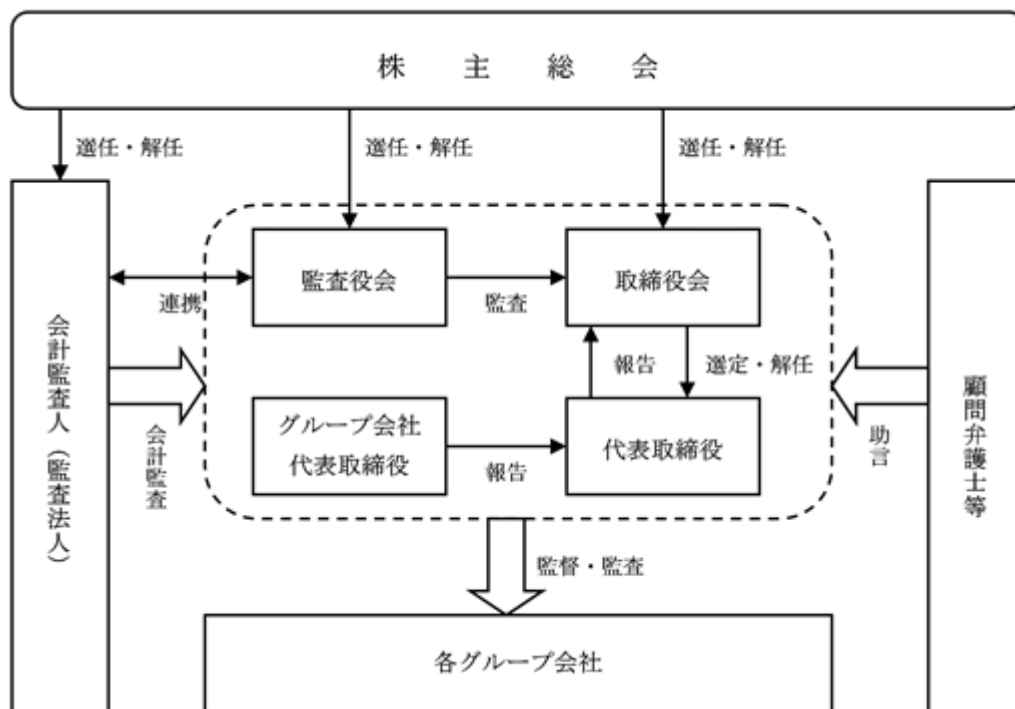 株主総会
選任・解任
選任・解任
選任・解任
監査役会
取締役会
連携
監査
報告
選定・解任
会計監査人（監査法人）
会計監査
グループ会社
代表取締役
報告
代表取締役
助言
顧問弁護士等
監督・監査
各グループ会社